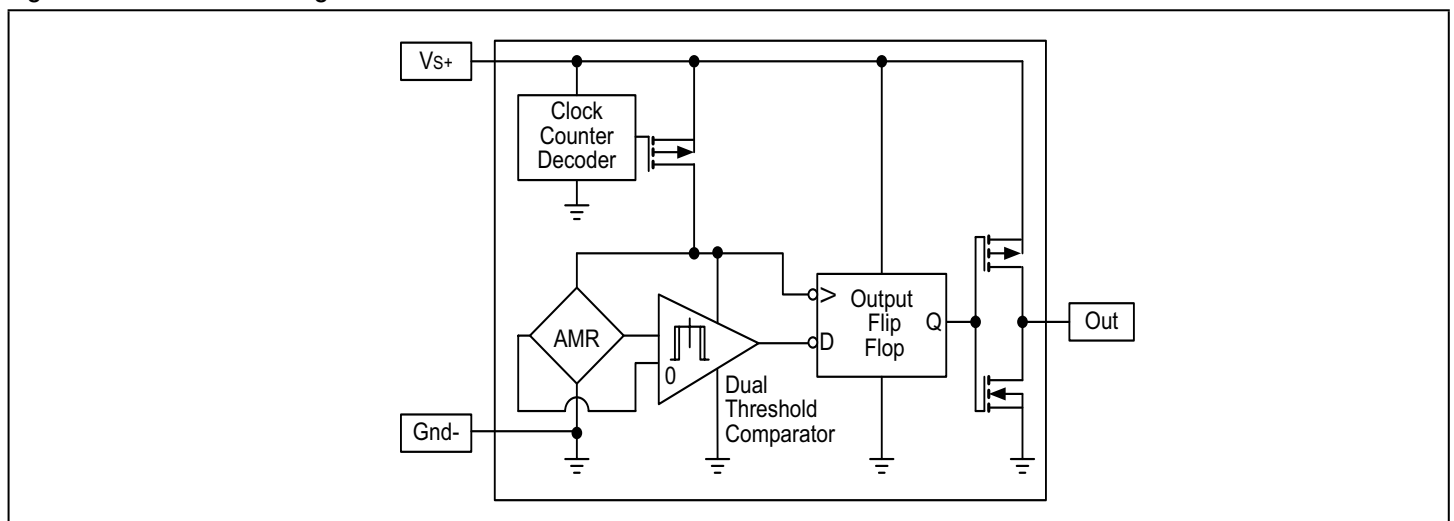 Vs+
Clock
Counter
Decoder
AMR
0
Dual
Threshold
Comparator
>
D
Output
Flip
Flop
Q
Out
Gnd-